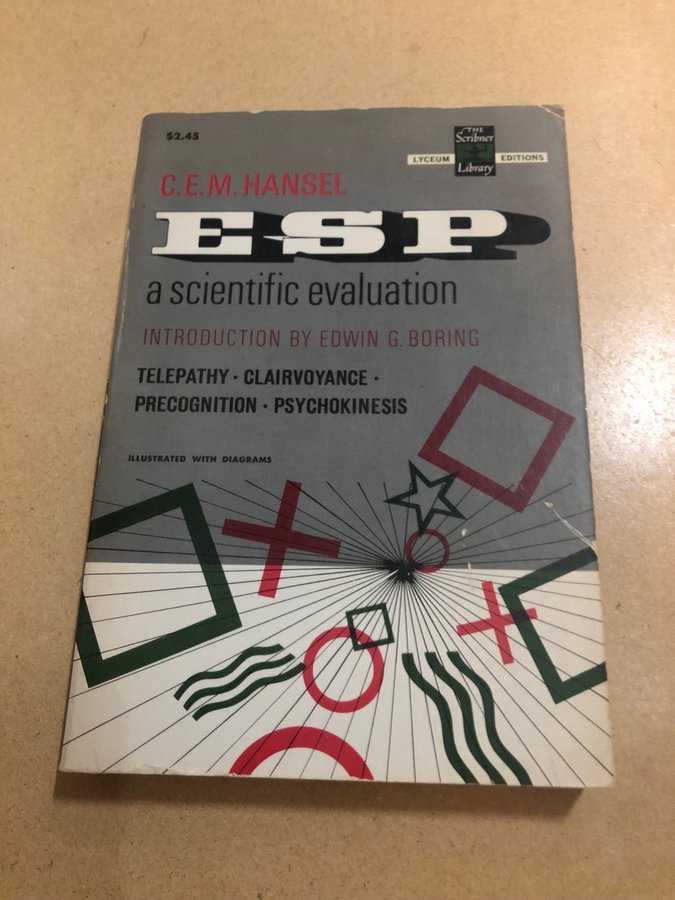 $2.45
THE
Scribner
Library
LYCEUM EDITIONS
C.E.M. HANSEL
ESP
a scientific evaluation
INTRODUCTION BY EDWIN G. BORING
TELEPATHY · CLAIRVOYANCE ·
PRECOGNITION · PSYCHOKINESIS
ILLUSTRATED WITH DIAGRAMS